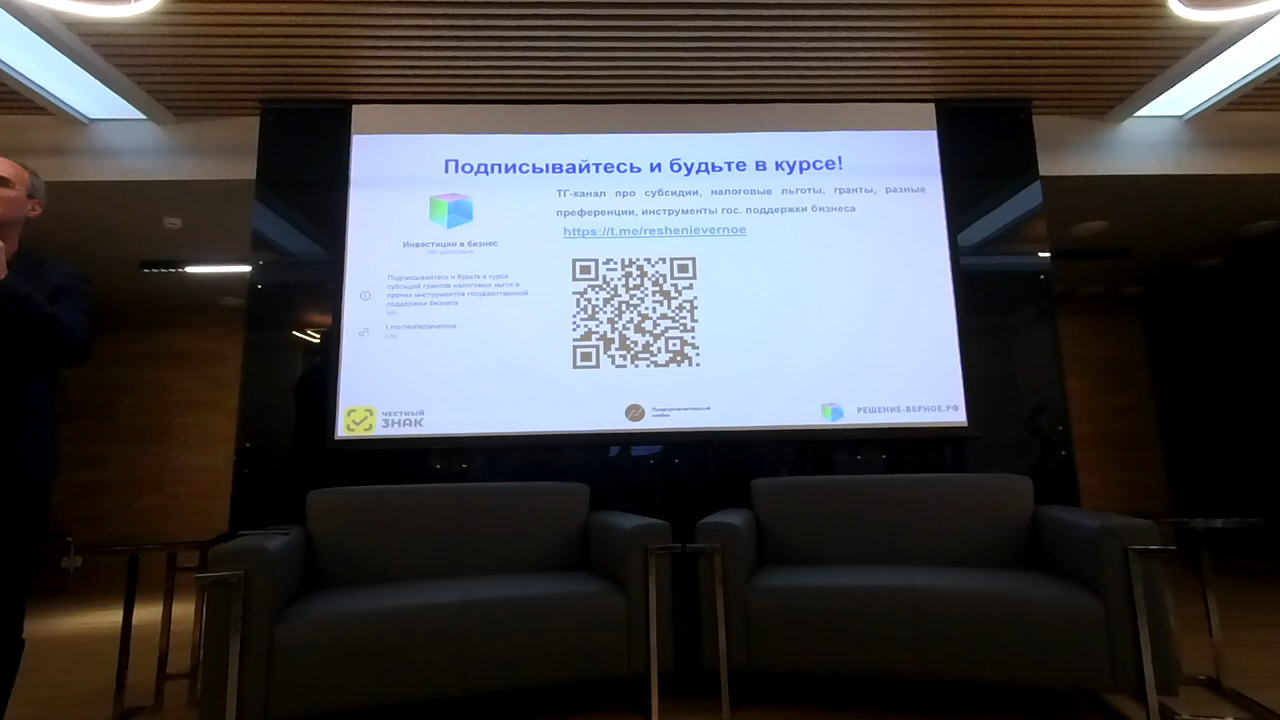 Подписывайтесь и будьте в курсе!
ТГ-канал про субсидии, налоговые льготы, гранты, разные
преференции, инструменты гос. поддержки бизнеса
https://t.me/reshenievernoe
Инвестиции в бизнес
Подписывайтесь и будьте в курсе
субсидий грантов налоговых льгот и
прочих инструментов государственной
поддержки бизнеса
Info
t.me/reshenievernoe
Link
ЧЕСТНЫЙ
ЗНАК
РЕШЕНИЕ-ВЕРНОЕ.РФ